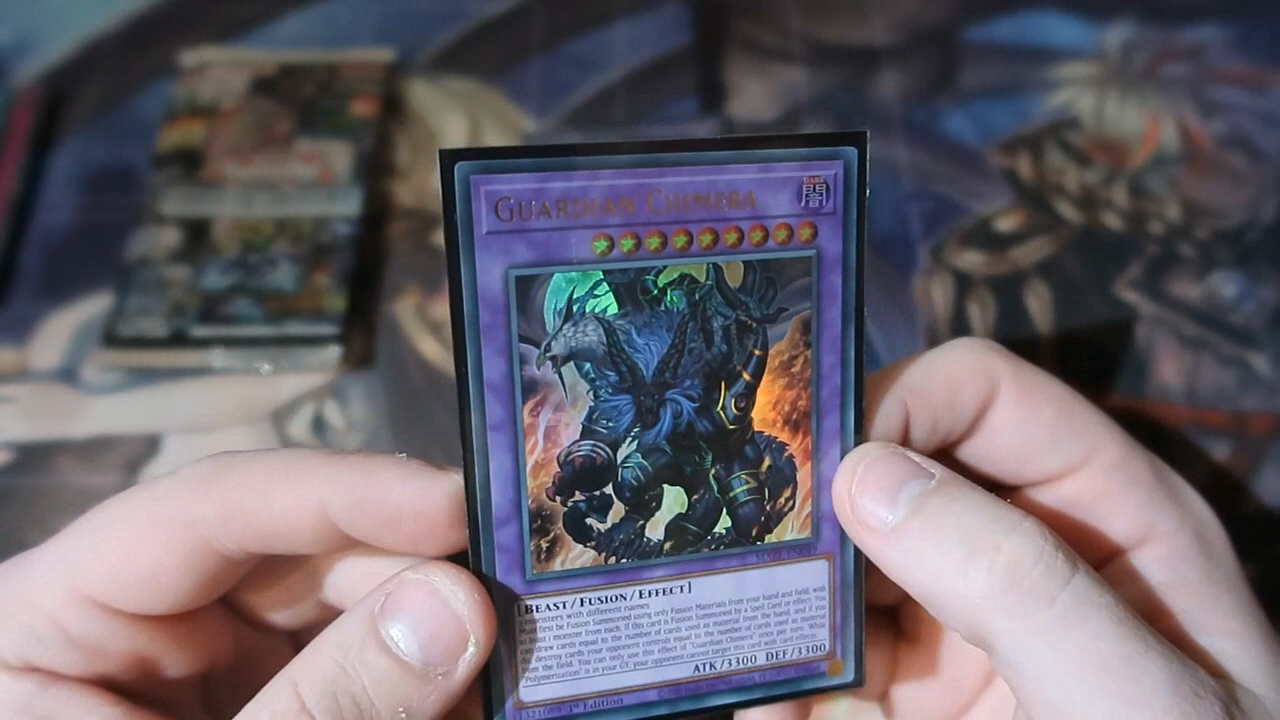 GUARDIAN CHIMERA
DARK
闇
MAZE-EN
[BEAST/FUSION/EFFECT]
3 monsters with different names
Must first be Fusion Summoned using only Fusion Materials from your hand and field, with
at least 1 monster from each. If this card is Fusion Summoned by a Spell Card or effect: You
can draw cards equal to the number of cards used as material from the hand, and if you
do, destroy cards your opponent controls equal to the number of cards used as material
from the field. You can only use this effect of "Guardian Chimera" once per turn. While
"Polymerization" is in your GY, your opponent cannot target this card with card effects.
ATK/3300 DEF/3300
1st Edition